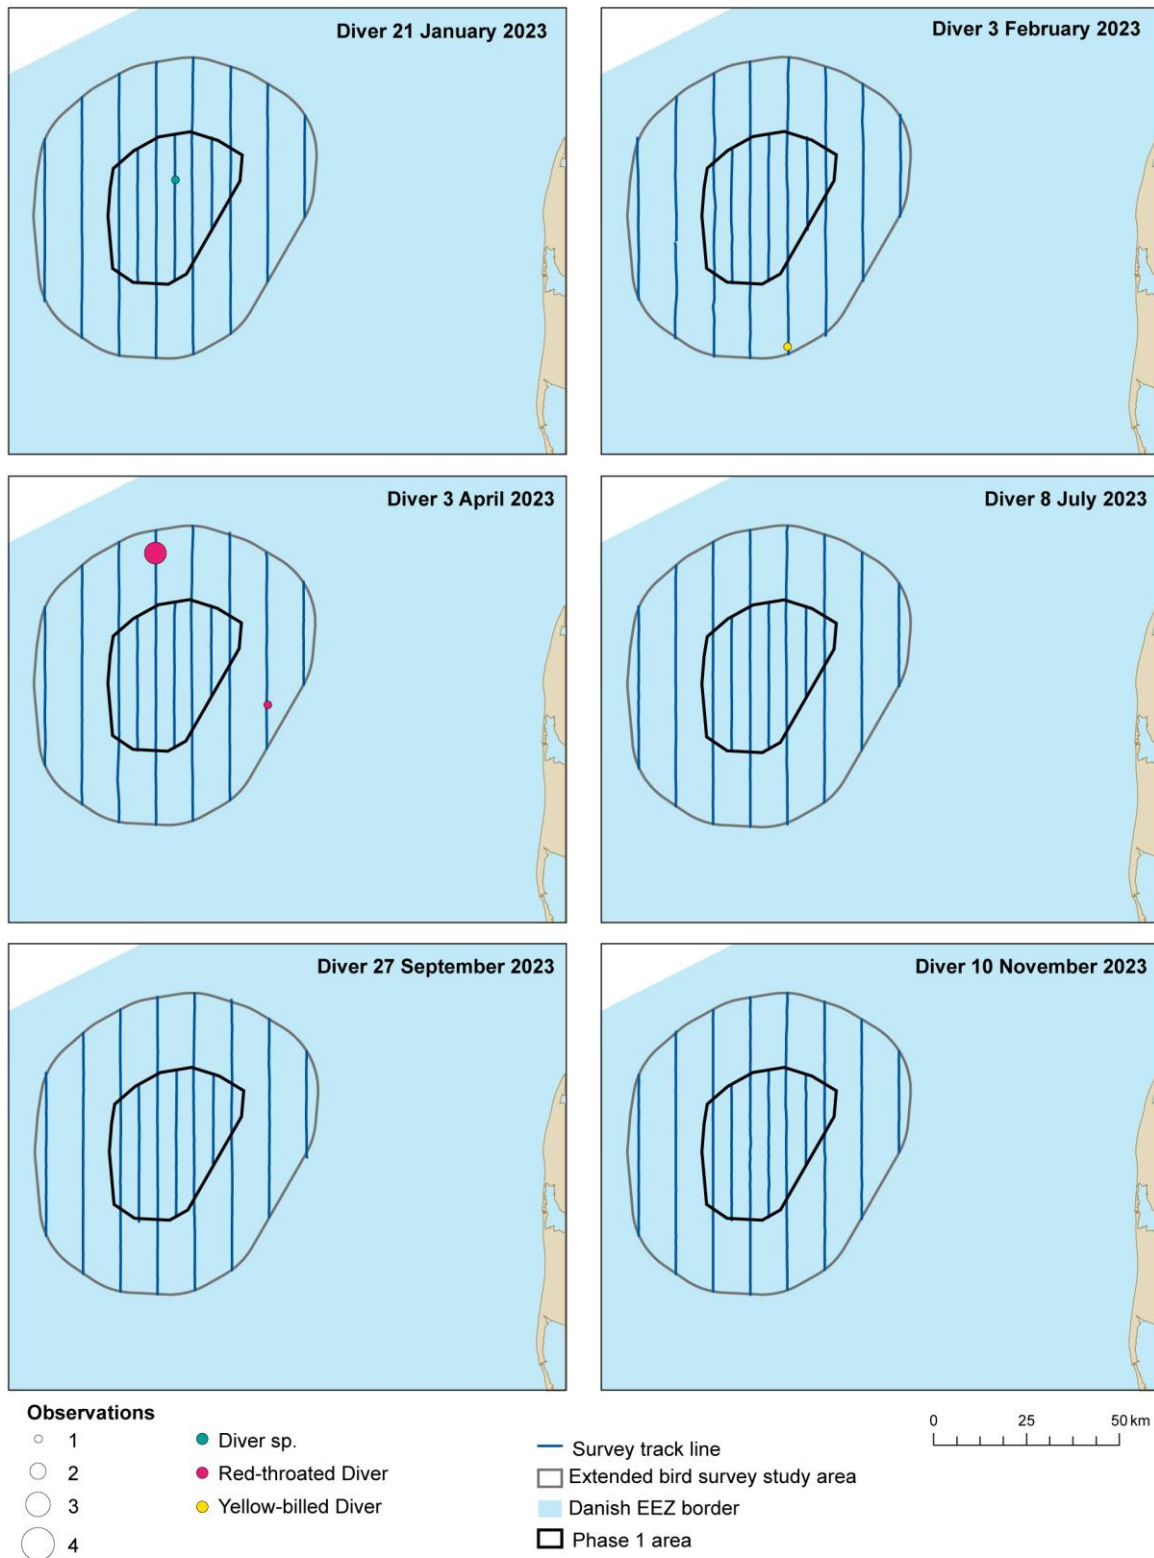 Diver 21 January 2023
Diver 3 February 2023
Diver 3 April 2023
Diver 8 July 2023
Diver 27 September 2023
Diver 10 November 2023
Observations
1
2
3
4
Diver sp.
Red-throated Diver
Yellow-billed Diver
Survey track line
Extended bird survey study area
Danish EEZ border
Phase 1 area
0 25 50 km